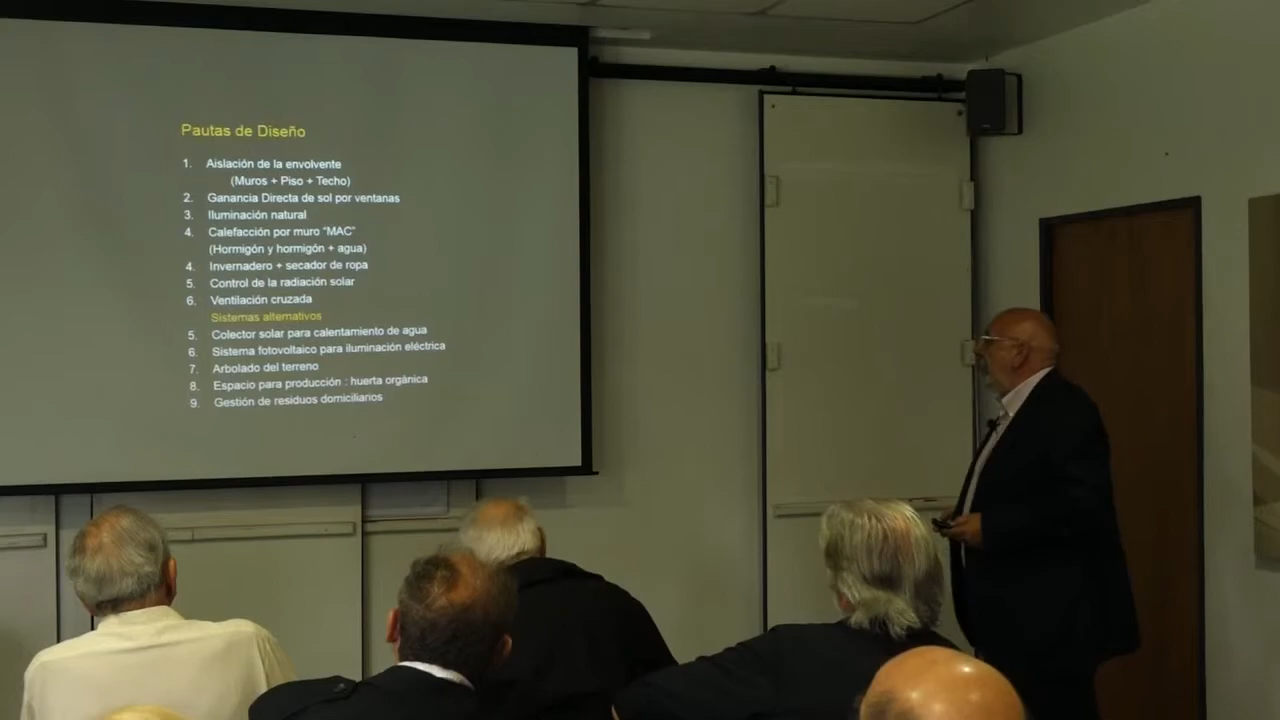 Pautas de Diseño
1. Aislación de la envolvente
(Muros + Piso + Techo)
2. Ganancia Directa de sol por ventanas
3. Iluminación natural
4. Calefacción por muro "MAC"
(Hormigón y hormigón + agua)
4. Invernadero + secador de ropa
5. Control de la radiación solar
6. Ventilación cruzada
Sistemas alternativos
5. Colector solar para calentamiento de agua
6. Sistema fotovoltaico para iluminación eléctrica
7. Arbolado del terreno
8. Espacio para producción : huerta orgánica
9. Gestión de residuos domiciliarios